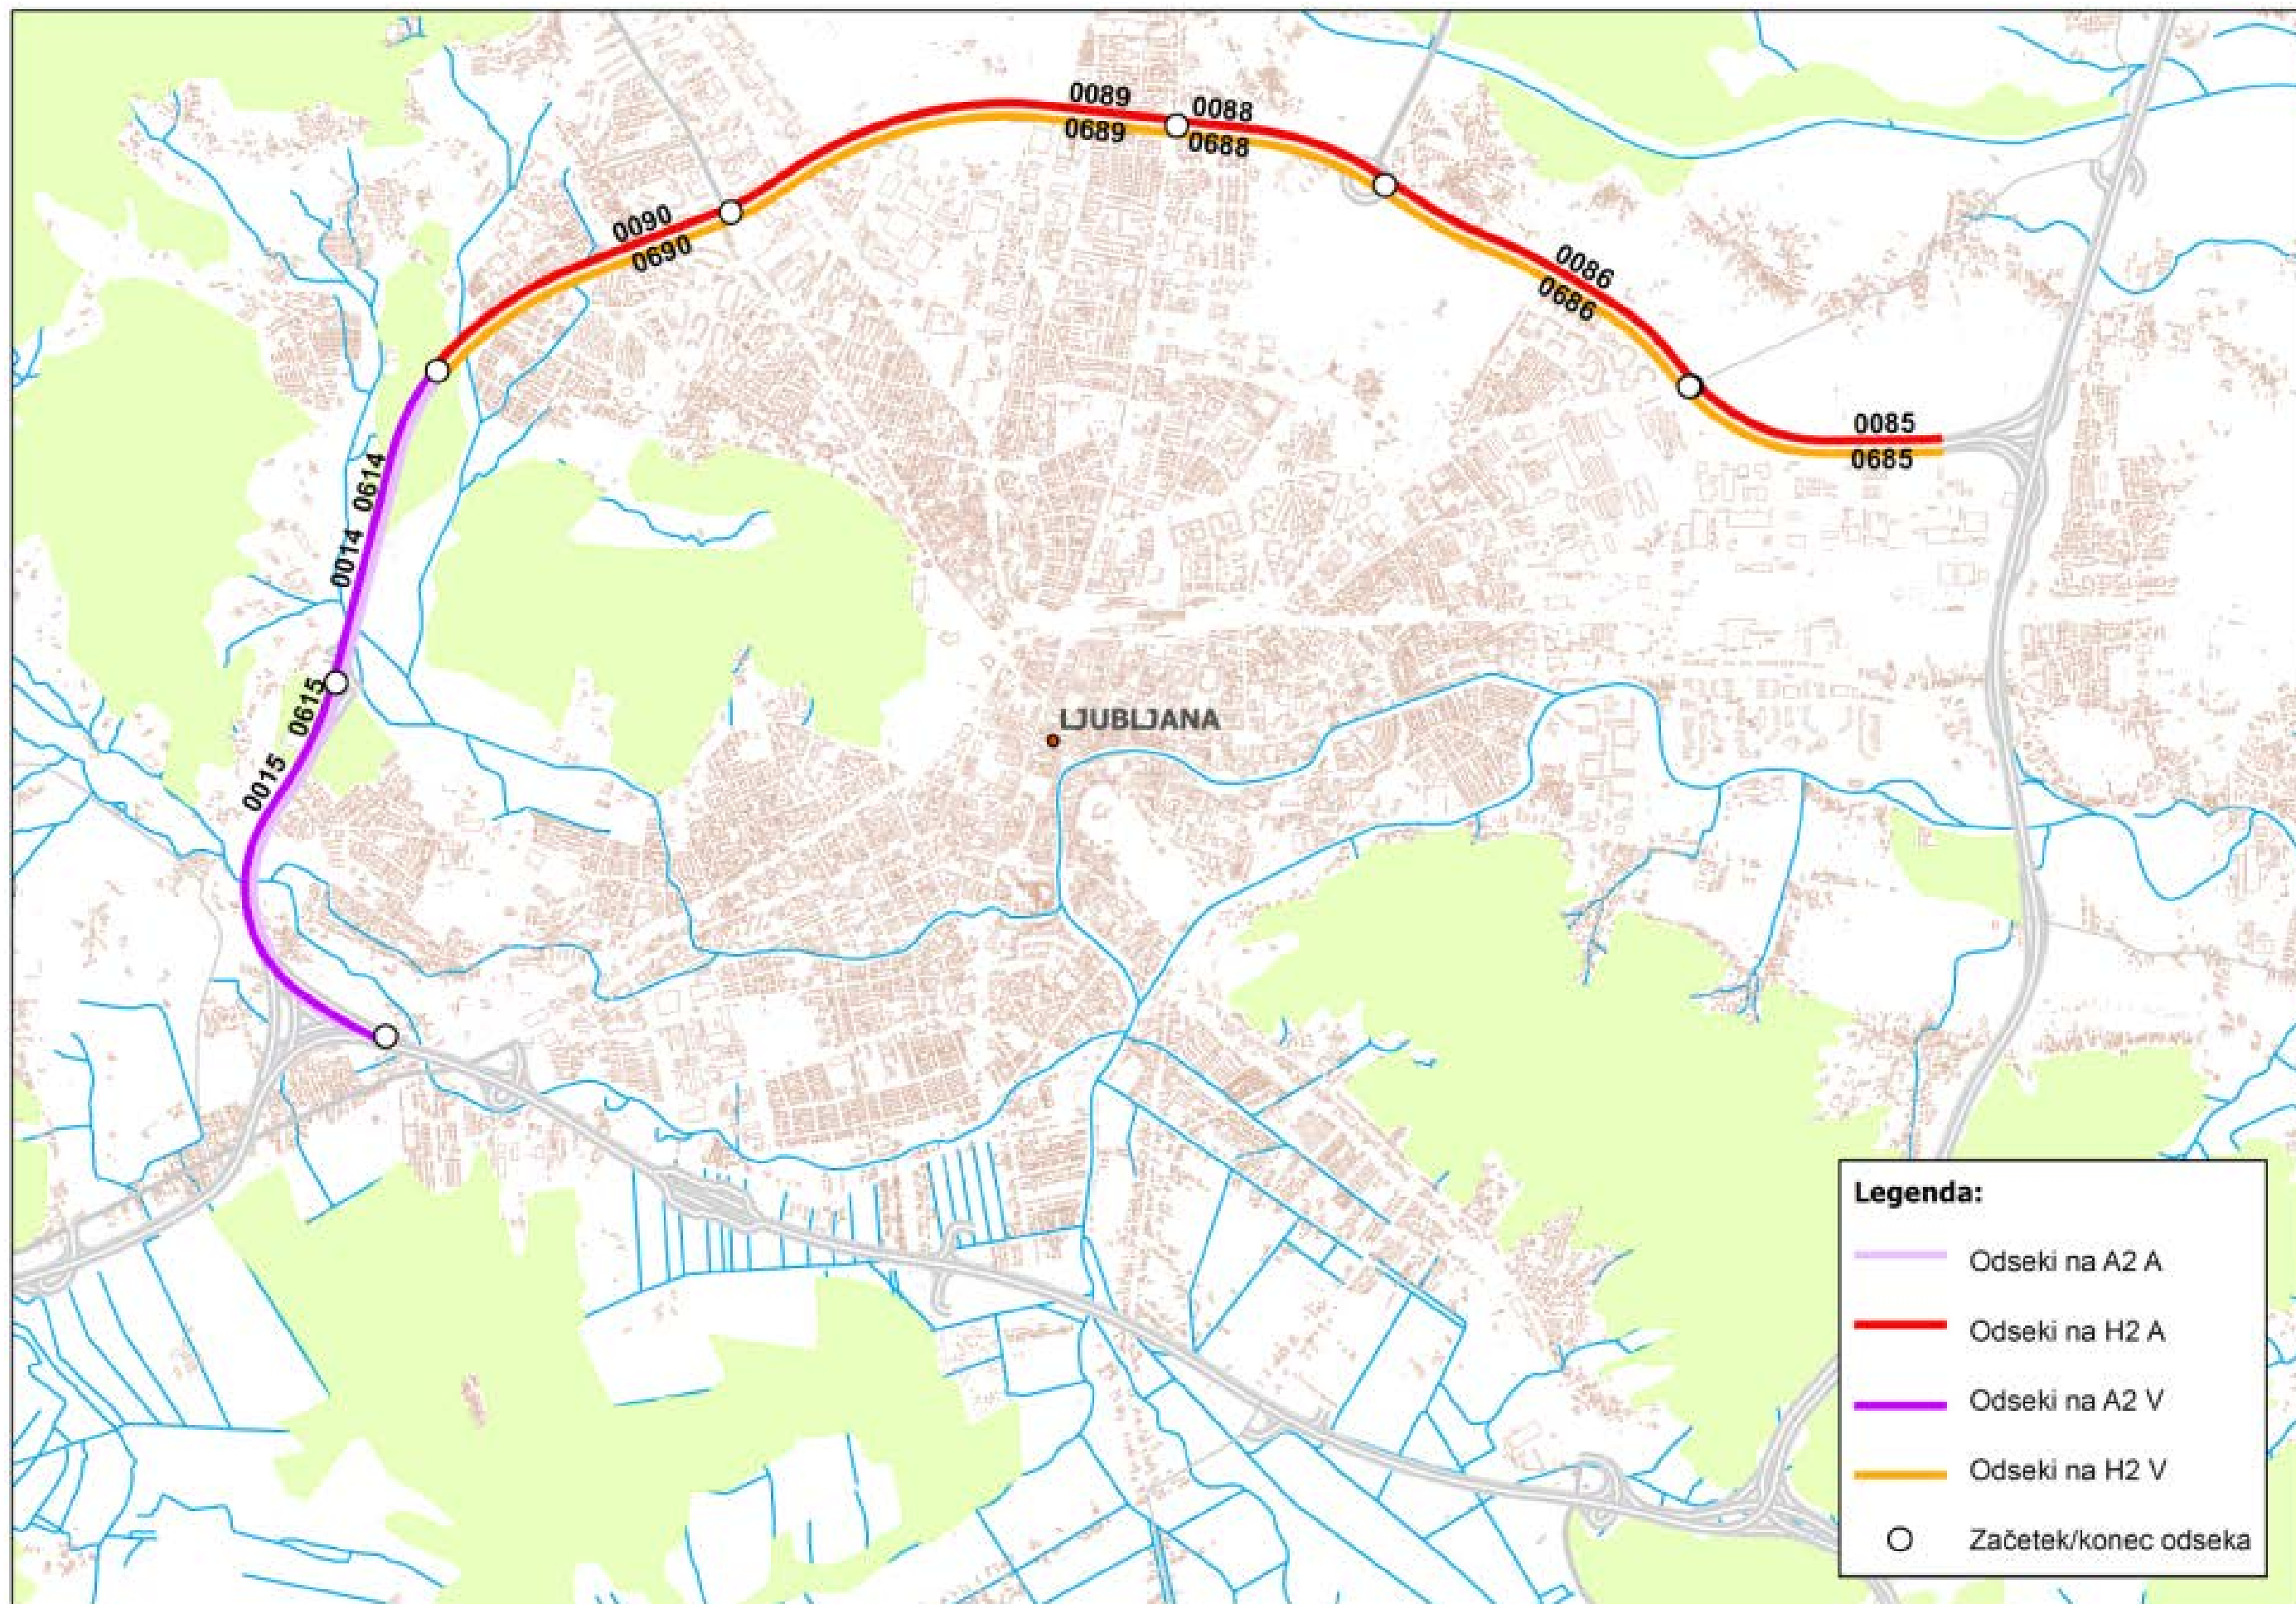 0089
0088
0689
0688
0090
0690
0086
0686
0085
0685
0614
0014
0615
0015
LJUBLJANA
Legenda:
Odseki na A2 A
Odseki na H2 A
Odseki na A2 V
Odseki na H2 V
Začetek/konec odseka